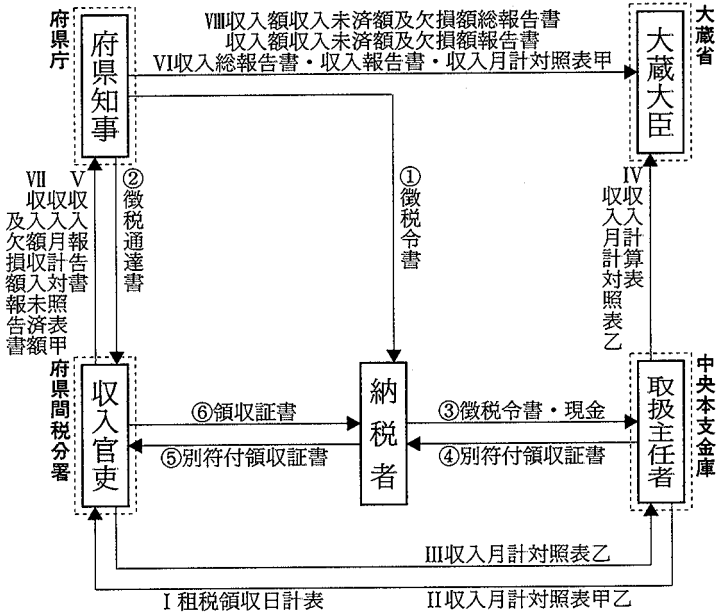 府県庁
府県知事
Ⅷ収入額収入未済額及欠損額総報告書
収入額収入未済額及欠損額報告書
Ⅵ収入総報告書・収入報告書・収入月計対照表甲
大蔵大臣
大蔵省
Ⅴ収入報告書
収入月計対照表甲
Ⅶ収入額収入未済額
及欠損額報告書
②徴税通達書
①徴税令書
Ⅳ収入計算表
収入月計対照表乙
府県間税分署
収入官吏
⑥領収証書
⑤別符付領収証書
納税者
③徴税令書・現金
④別符付領収証書
取扱主任者
中央本支金庫
Ⅲ収入月計対照表乙
Ⅰ租税領収日計表
Ⅱ収入月計対照表甲乙